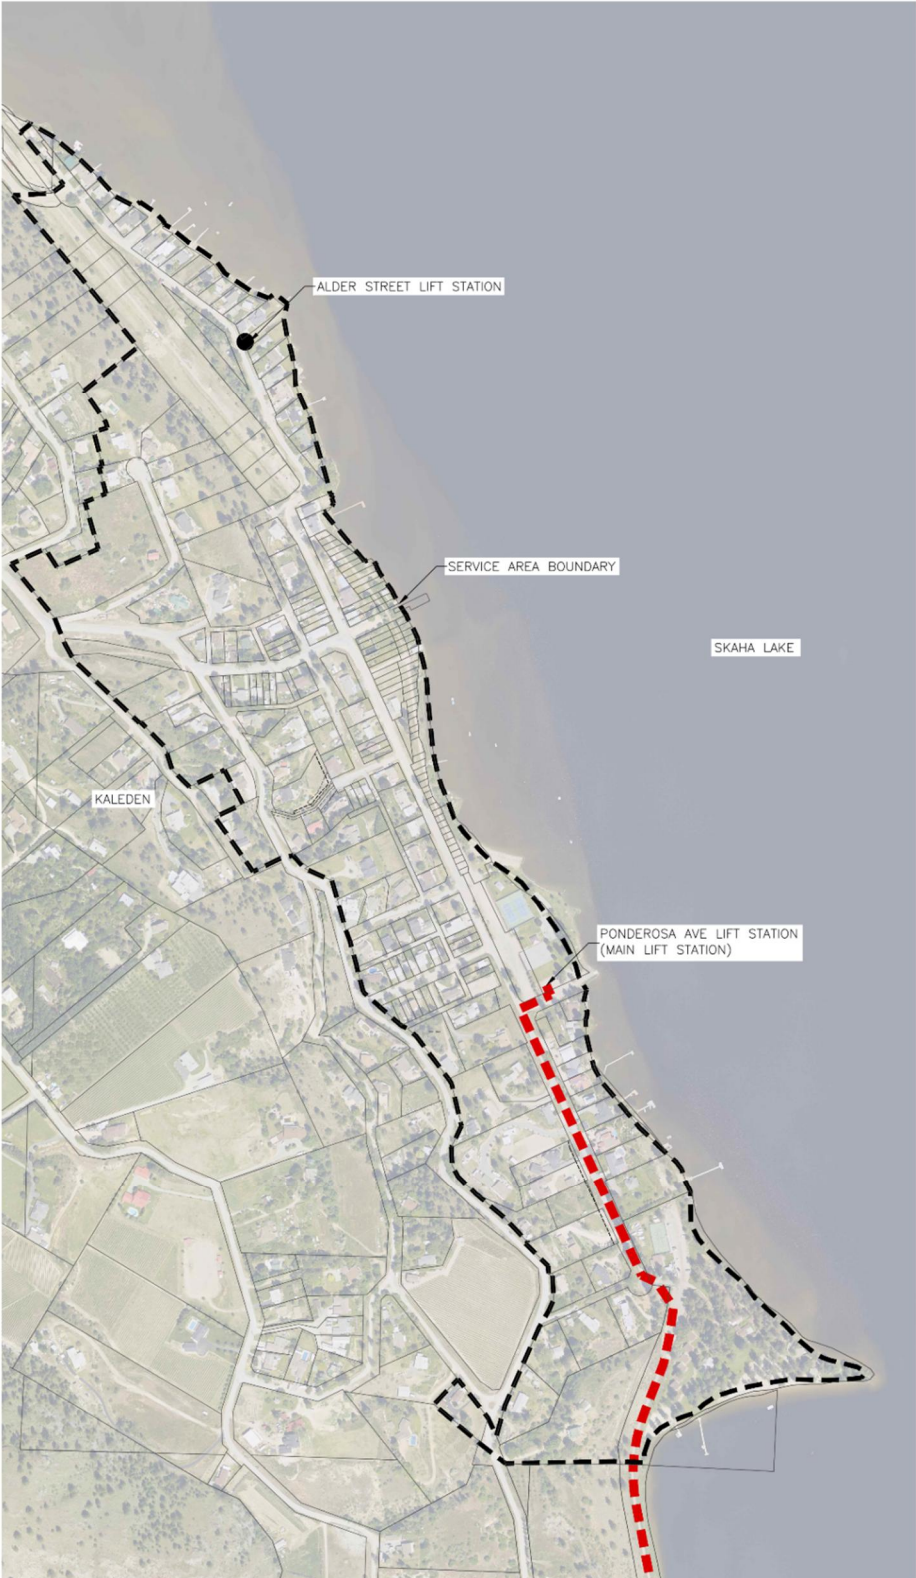 ALDER STREET LIFT STATION
SERVICE AREA BOUNDARY
SKAHA LAKE
KALEDEN
PONDEROSA AVE LIFT STATION
(MAIN LIFT STATION)